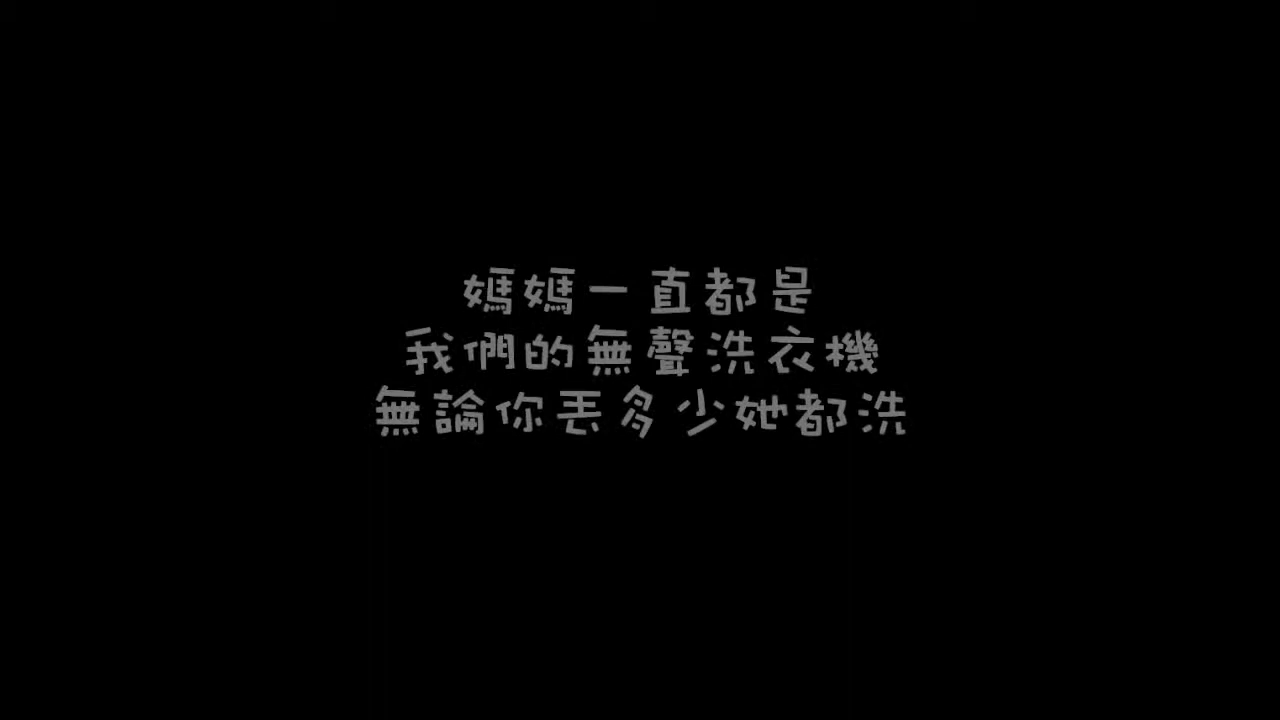 媽媽一直都是
我們的無聲洗衣機
無論你丟多少她都洗